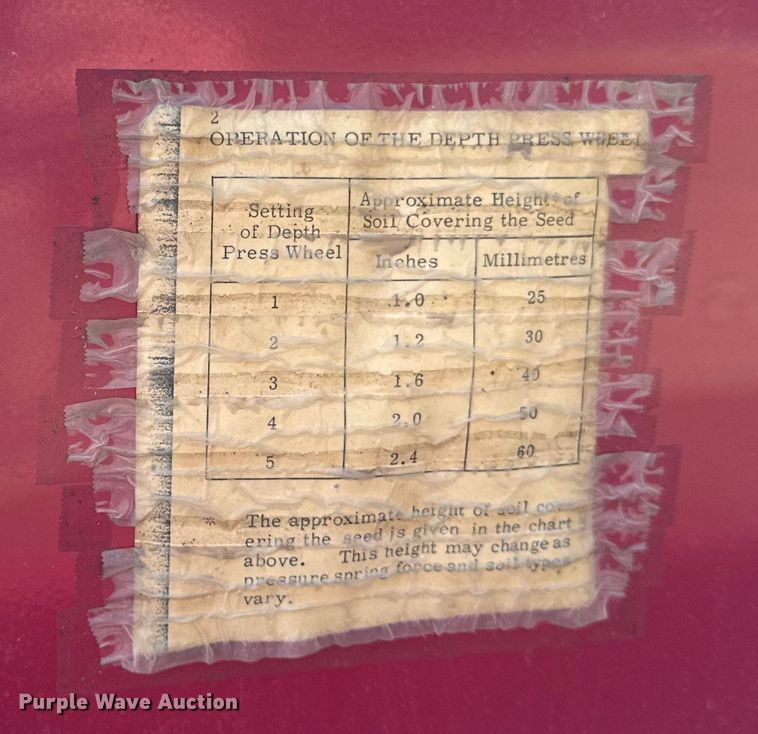 2
OPERATION OF THE DEPTH PRESS WHEEL
Setting
of Depth
Press Wheel
Approximate Height of
Soil Covering the Seed
Inches
Millimetres
1 1.0 25
2 1.2 30
3 1.6 40
4 2.0 50
5 2.4 60
* The approximate height of soil cov-
ering the seed is given in the chart
above. This height may change as
pressure spring force and soil types
vary.
Purple Wave Auction